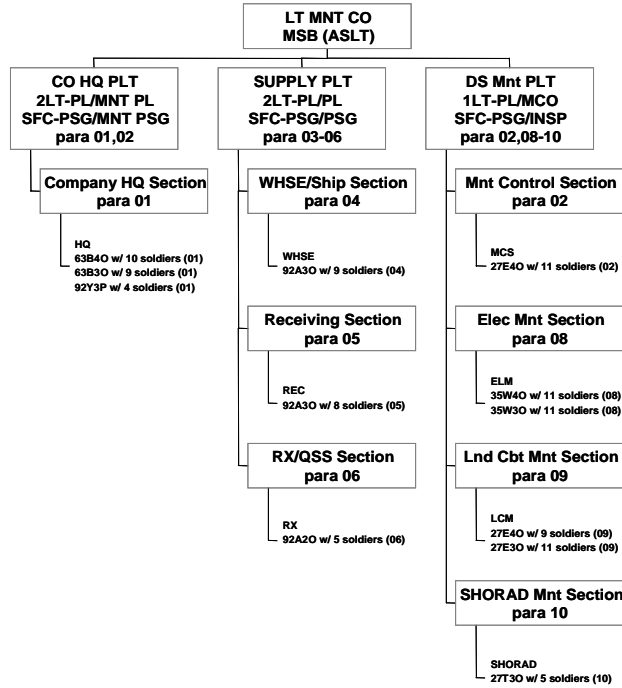 LT MNT CO
MSB (ASLT)
CO HQ PLT
2LT-PL/MNT PL
SFC-PSG/MNT PSG
para 01,02
SUPPLY PLT
2LT-PL/PL
SFC-PSG/PSG
para 03-06
DS Mnt PLT
1LT-PL/MCO
SFC-PSG/INSP
para 02,08-10
Company HQ Section
para 01
HQ
63B4O w/ 10 soldiers (01)
63B3O w/ 9 soldiers (01)
92Y3P w/ 4 soldiers (01)
WHSE/Ship Section
para 04
WHSE
92A3O w/ 9 soldiers (04)
Receiving Section
para 05
REC
92A3O w/ 8 soldiers (05)
RX/QSS Section
para 06
RX
92A2O w/ 5 soldiers (06)
Mnt Control Section
para 02
MCS
27E4O w/ 11 soldiers (02)
Elec Mnt Section
para 08
ELM
35W4O w/ 11 soldiers (08)
35W3O w/ 11 soldiers (08)
Lnd Cbt Mnt Section
para 09
LCM
27E4O w/ 9 soldiers (09)
27E3O w/ 11 soldiers (09)
SHORAD Mnt Section
para 10
SHORAD
27T3O w/ 5 soldiers (10)